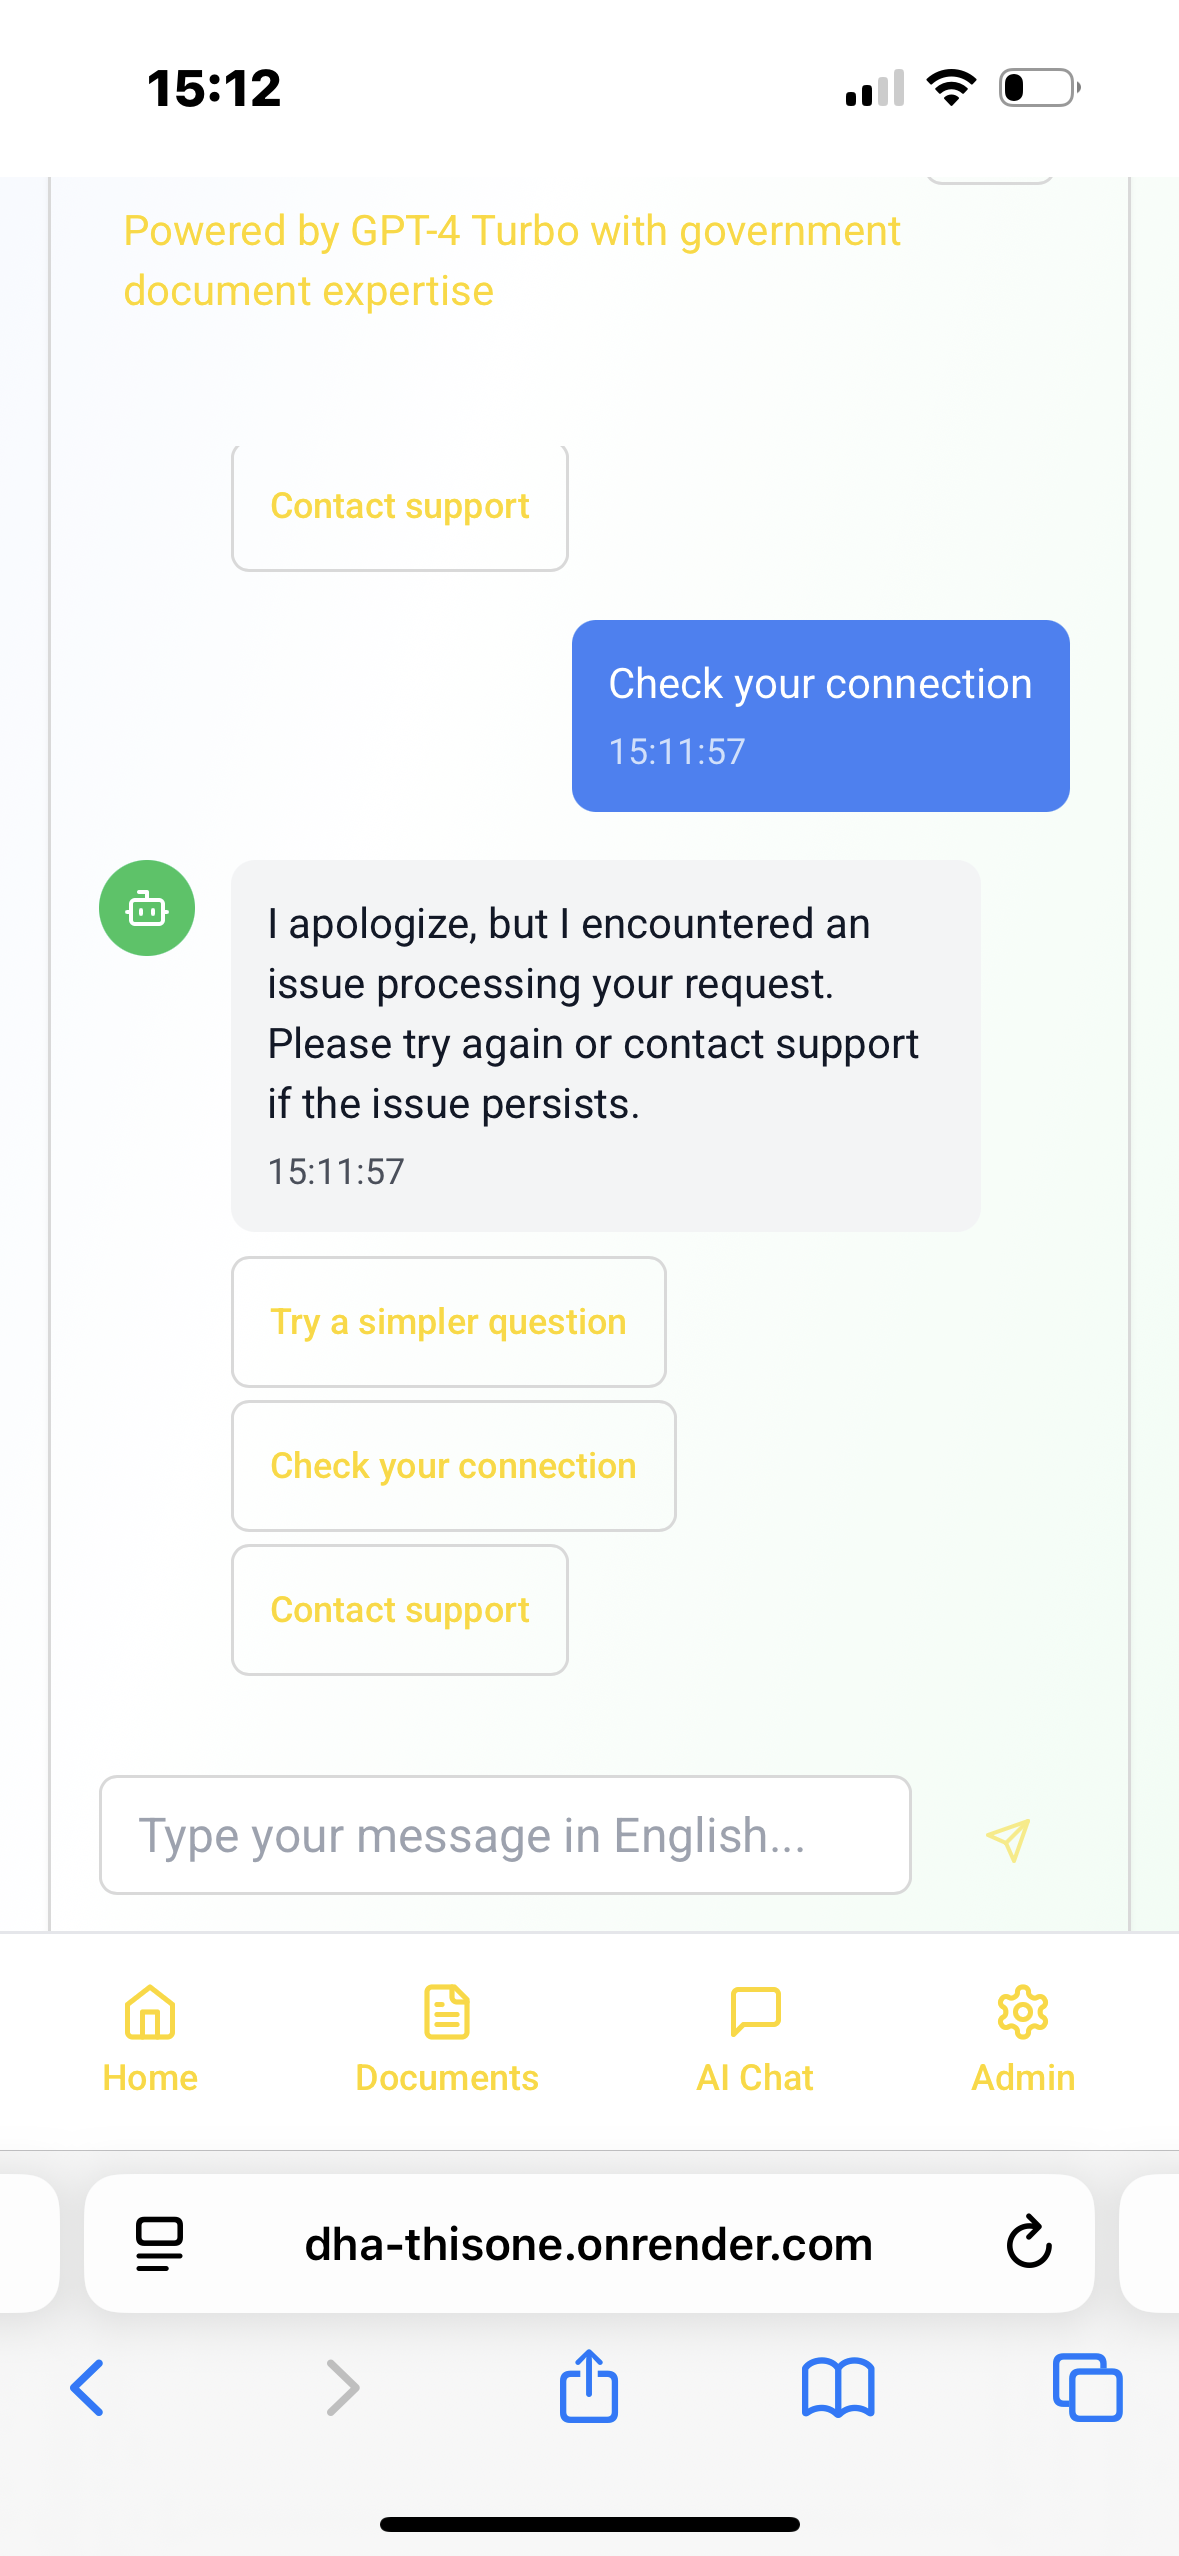 15:12
Powered by GPT-4 Turbo with government
document expertise
Contact support
Check your connection
15:11:57
I apologize, but I encountered an
issue processing your request.
Please try again or contact support
if the issue persists.
15:11:57
Try a simpler question
Check your connection
Contact support
Type your message in English...
Home
Documents
AI Chat
Admin
dha-thisone.onrender.com